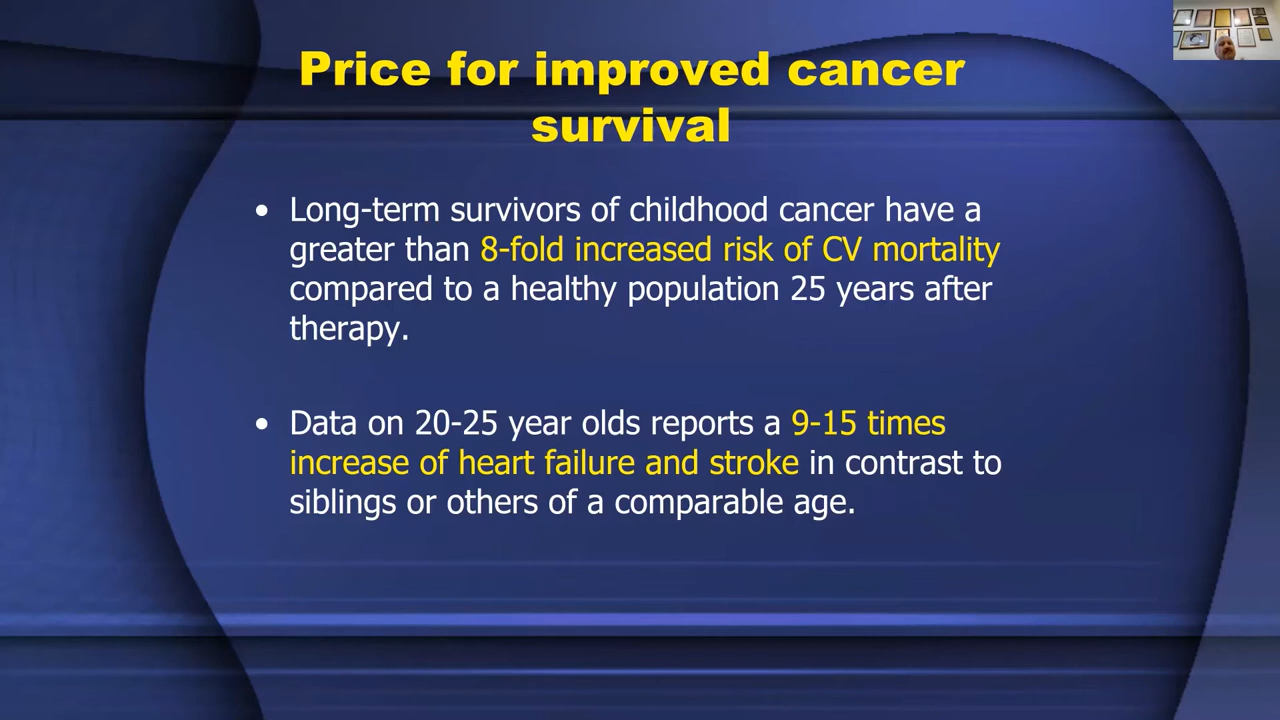 Price for improved cancer
survival
• Long-term survivors of childhood cancer have a
greater than 8-fold increased risk of CV mortality
compared to a healthy population 25 years after
therapy.
• Data on 20-25 year olds reports a 9-15 times
increase of heart failure and stroke in contrast to
siblings or others of a comparable age.